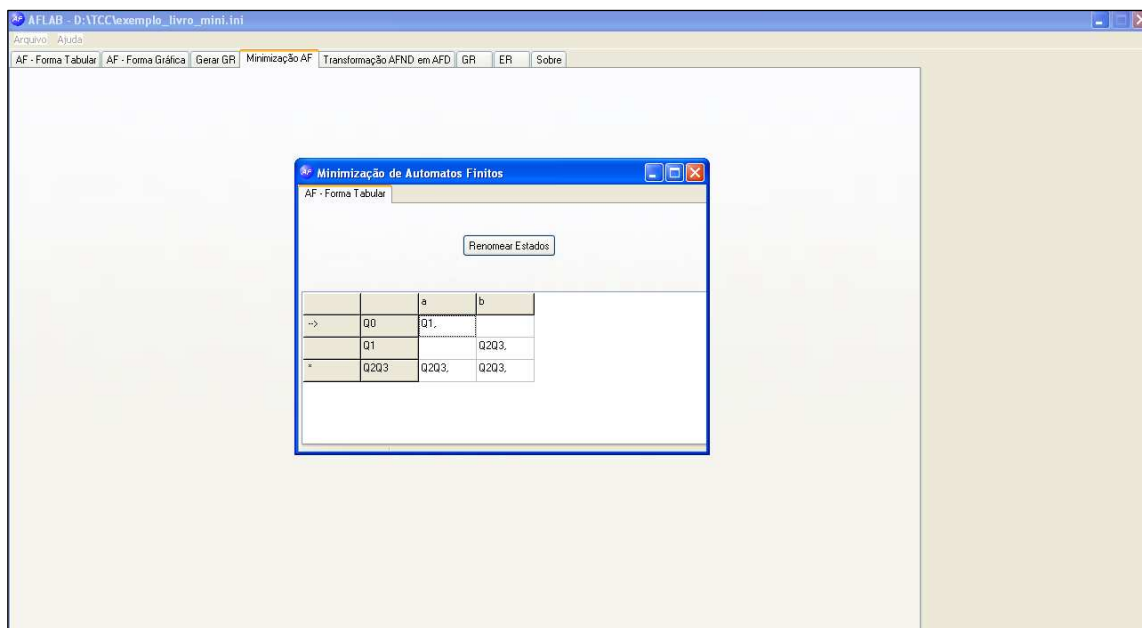 AFLAB - D:\TCC\exemplo_livro_mini.ini
Arquivo Ajuda
AF - Forma Tabular AF - Forma Gráfica Gerar GR Minimização AF Transformação AFND em AFD GR ER Sobre
AF Minimização de Automatos Finitos
AF - Forma Tabular
Renomear Estados
a b
--> Q0 Q1,
Q1 Q2Q3,
* Q2Q3 Q2Q3, Q2Q3,